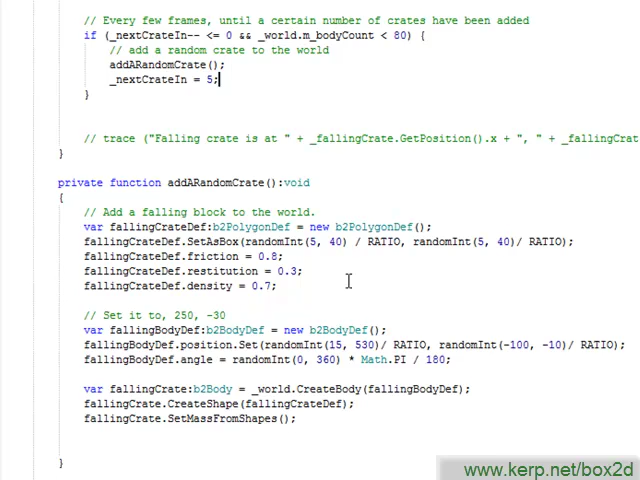 // Every few frames, until a certain number of crates have been added
if (_nextCrateIn-- <= 0 && _world.m_bodyCount < 80) {
// add a random crate to the world
addARandomCrate();
_nextCrateIn = 5;
}
// trace ("Falling crate is at " + _fallingCrate.GetPosition().x + ", " + _fallingCrat
}
private function addARandomCrate():void
{
// Add a falling block to the world.
var fallingCrateDef:b2PolygonDef = new b2PolygonDef();
fallingCrateDef.SetAsBox(randomInt(5, 40) / RATIO, randomInt(5, 40)/ RATIO);
fallingCrateDef.friction = 0.8;
fallingCrateDef.restitution = 0.3;
fallingCrateDef.density = 0.7;
// Set it to, 250, -30
var fallingBodyDef:b2BodyDef = new b2BodyDef();
fallingBodyDef.position.Set(randomInt(15, 530)/ RATIO, randomInt(-100, -10)/ RATIO);
fallingBodyDef.angle = randomInt(0, 360) * Math.PI / 180;
var fallingCrate:b2Body = _world.CreateBody(fallingBodyDef);
fallingCrate.CreateShape(fallingCrateDef);
fallingCrate.SetMassFromShapes();
}
www.kerp.net/box2d